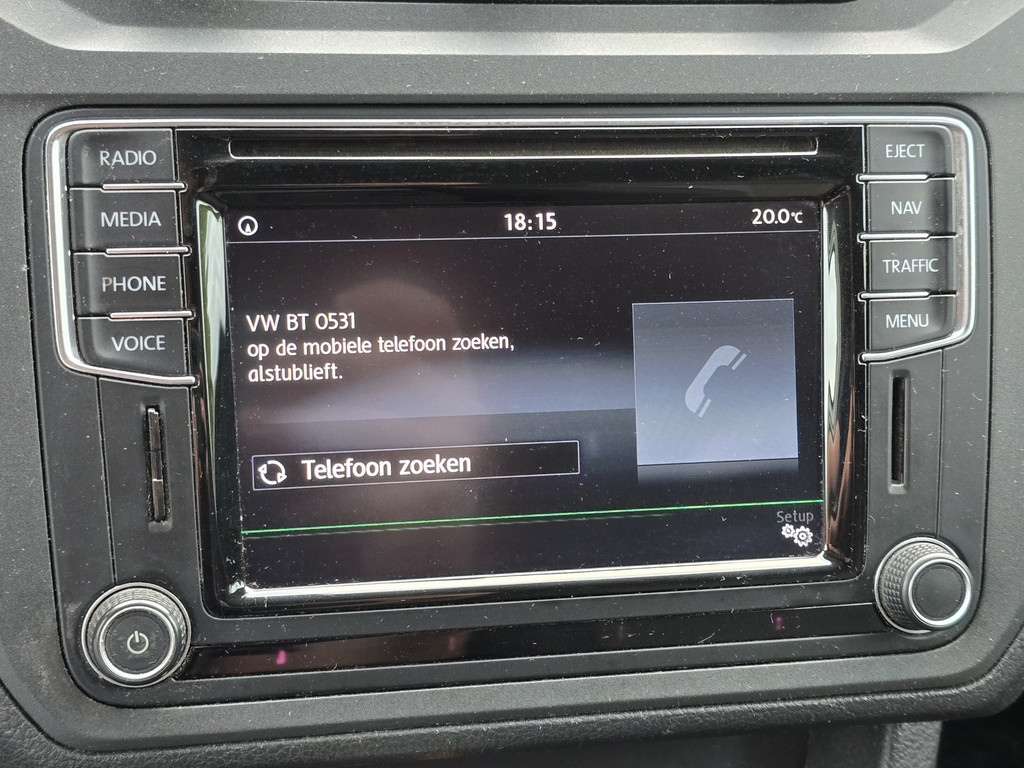 RADIO
MEDIA
PHONE
VOICE
18:15
20.0°C
VW BT 0531
op de mobiele telefoon zoeken,
alstublieft.
Telefoon zoeken
Setup
EJECT
NAV
TRAFFIC
MENU